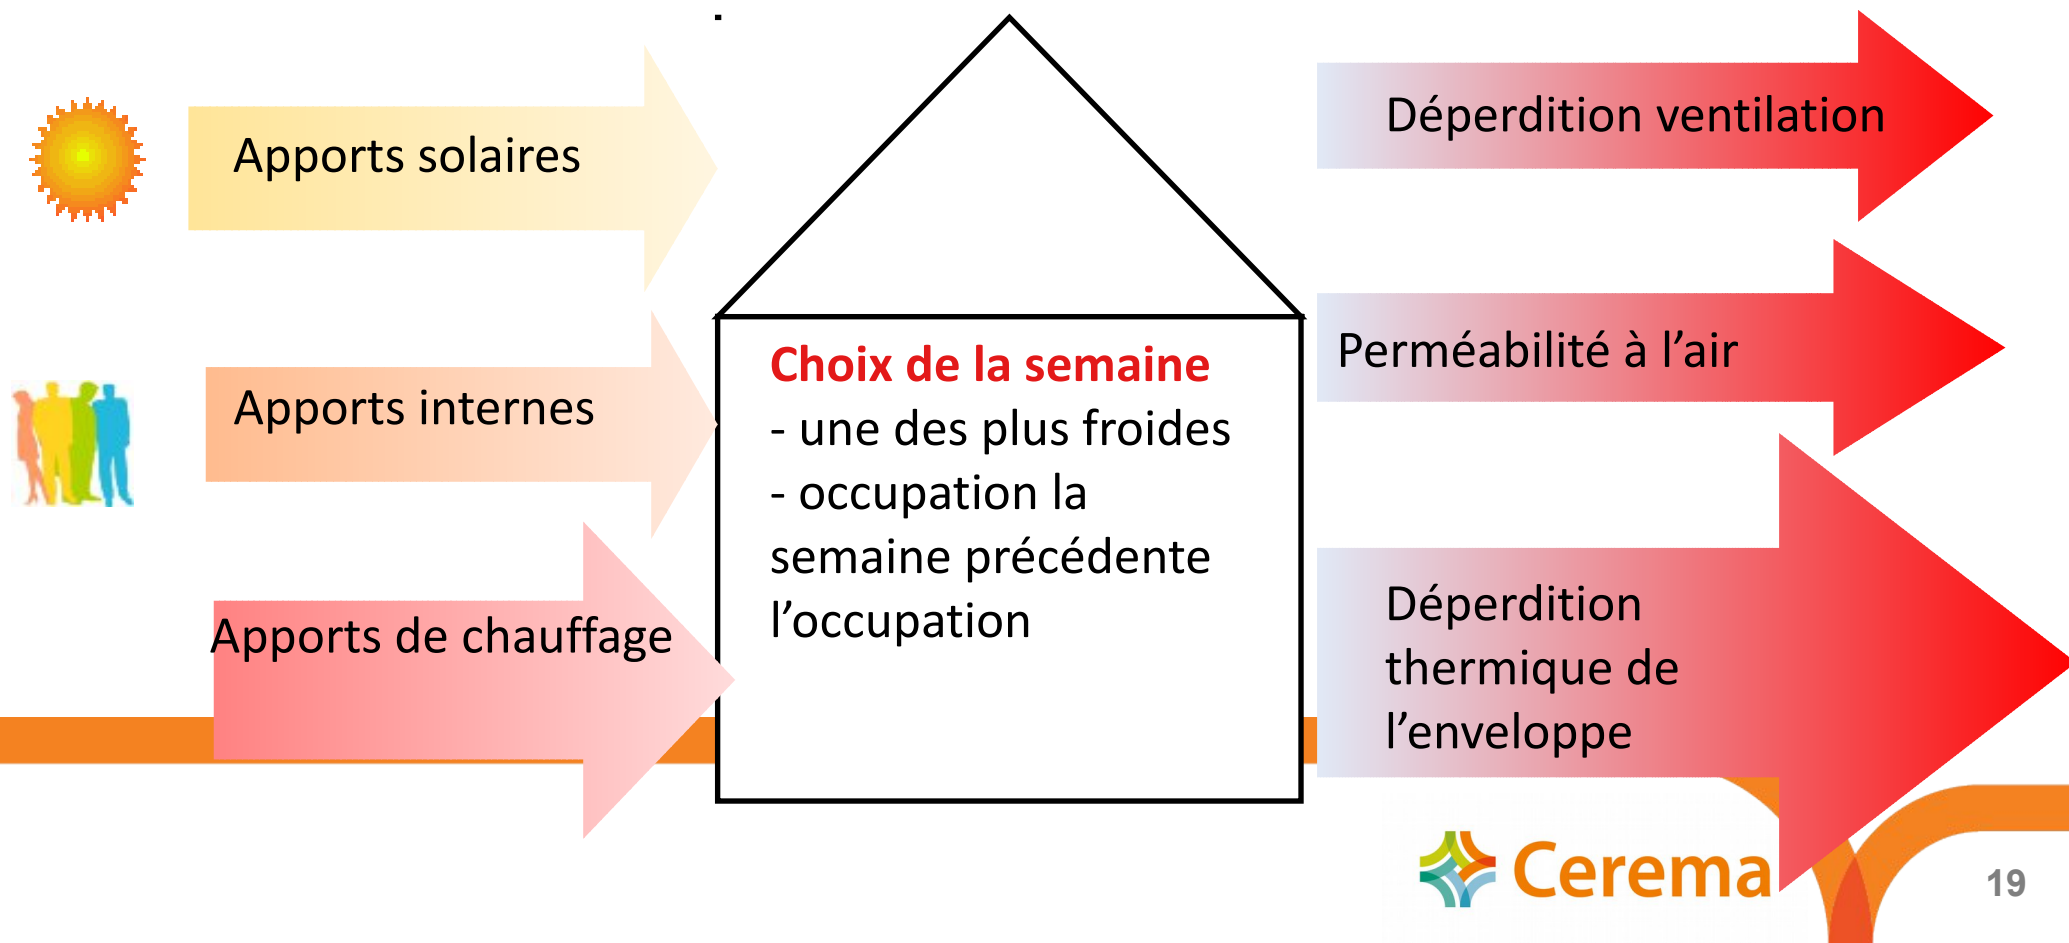 Apports solaires
Apports internes
Apports de chauffage
Choix de la semaine
- une des plus froides
- occupation la
semaine précédente
l’occupation
Déperdition ventilation
Perméabilité à l’air
Déperdition
thermique de
l’enveloppe
Cerema
19